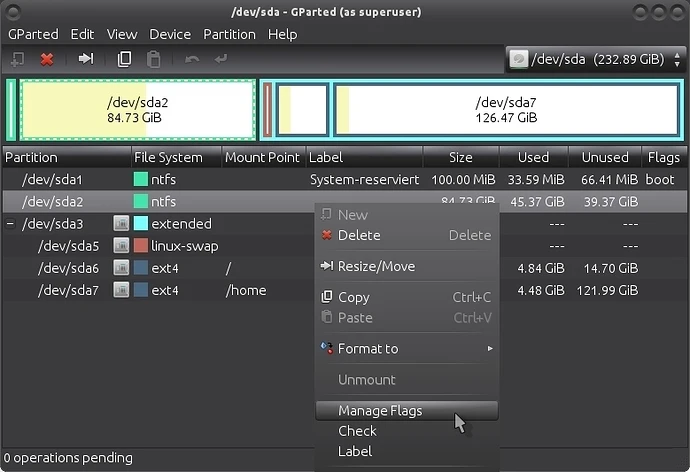 /dev/sda - GParted (as superuser)
GParted Edit View Device Partition Help
/dev/sda (232.89 GiB)
/dev/sda2
84.73 GiB
/dev/sda7
126.47 GiB
Partition File System Mount Point Label Size Used Unused Flags
/dev/sda1 ntfs System-reserviert 100.00 MiB 33.59 MiB 66.41 MiB boot
/dev/sda2 ntfs 84.73 GiB 45.37 GiB 39.37 GiB
/dev/sda3 extended --- ---
/dev/sda5 linux-swap --- ---
/dev/sda6 ext4 / 4.84 GiB 14.70 GiB
/dev/sda7 ext4 /home 4.48 GiB 121.99 GiB
New
Delete Delete
Resize/Move
Copy Ctrl+C
Paste Ctrl+V
Format to
Unmount
Manage Flags
Check
Label
0 operations pending